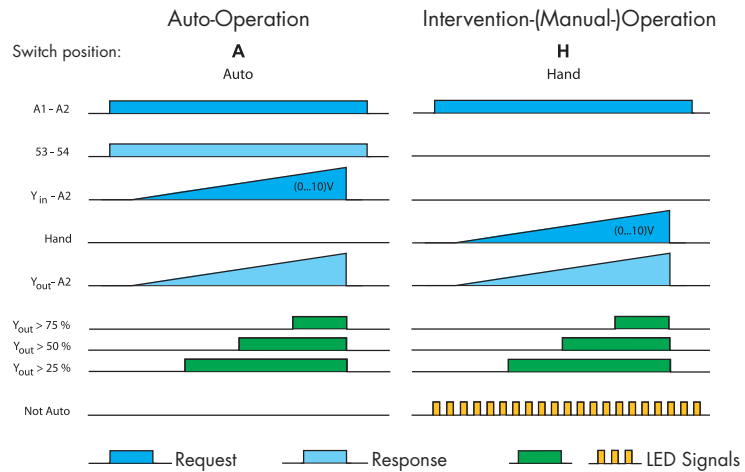 Auto-Operation Intervention-(Manual-)Operation
Switch position: A H
Auto Hand
A1 - A2
53 - 54
Y in - A2 (0...10)V
Hand (0...10)V
Yout- A2
Yout > 75 %
Yout > 50 %
Yout > 25 %
Not Auto
Request Response LED Signals